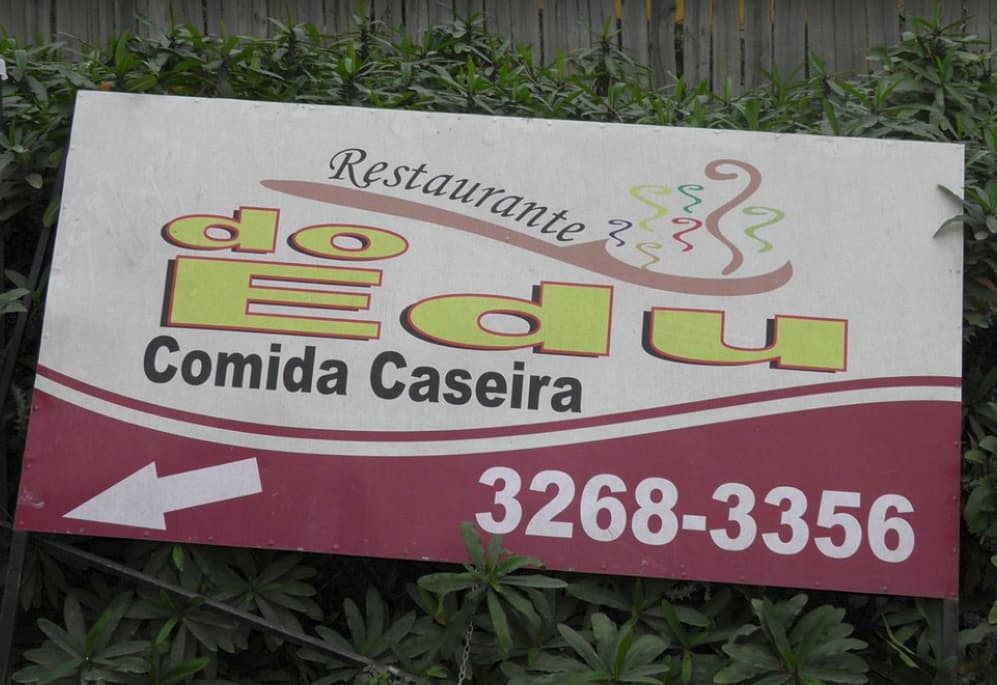 Restaurante
do
Edu
Comida Caseira
3268-3356